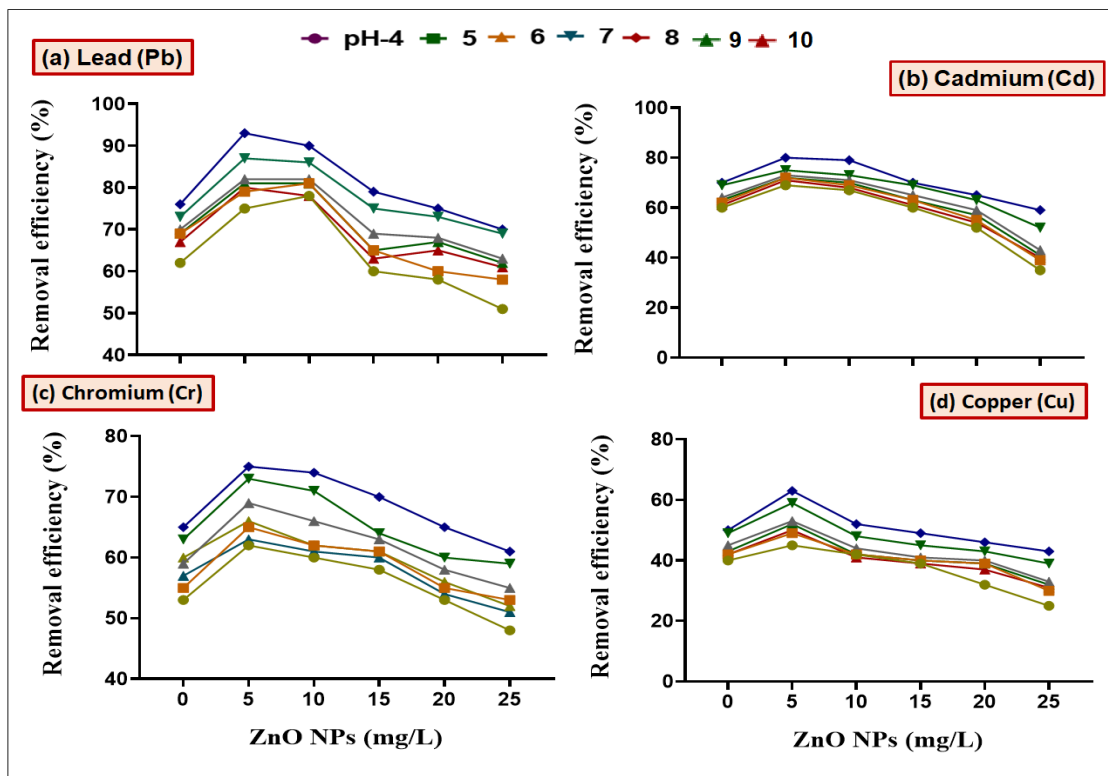 pH-4 5 6 7 8 9 10
(a) Lead (Pb)
Removal efficiency (%)
100
90
80
70
60
50
40
(b) Cadmium (Cd)
Removal efficiency (%)
100
80
60
40
20
0
(c) Chromium (Cr)
Removal efficiency (%)
80
70
60
50
40
0 5 10 15 20 25
ZnO NPs (mg/L)
(d) Copper (Cu)
Removal efficiency (%)
80
60
40
20
0
0 5 10 15 20 25
ZnO NPs (mg/L)